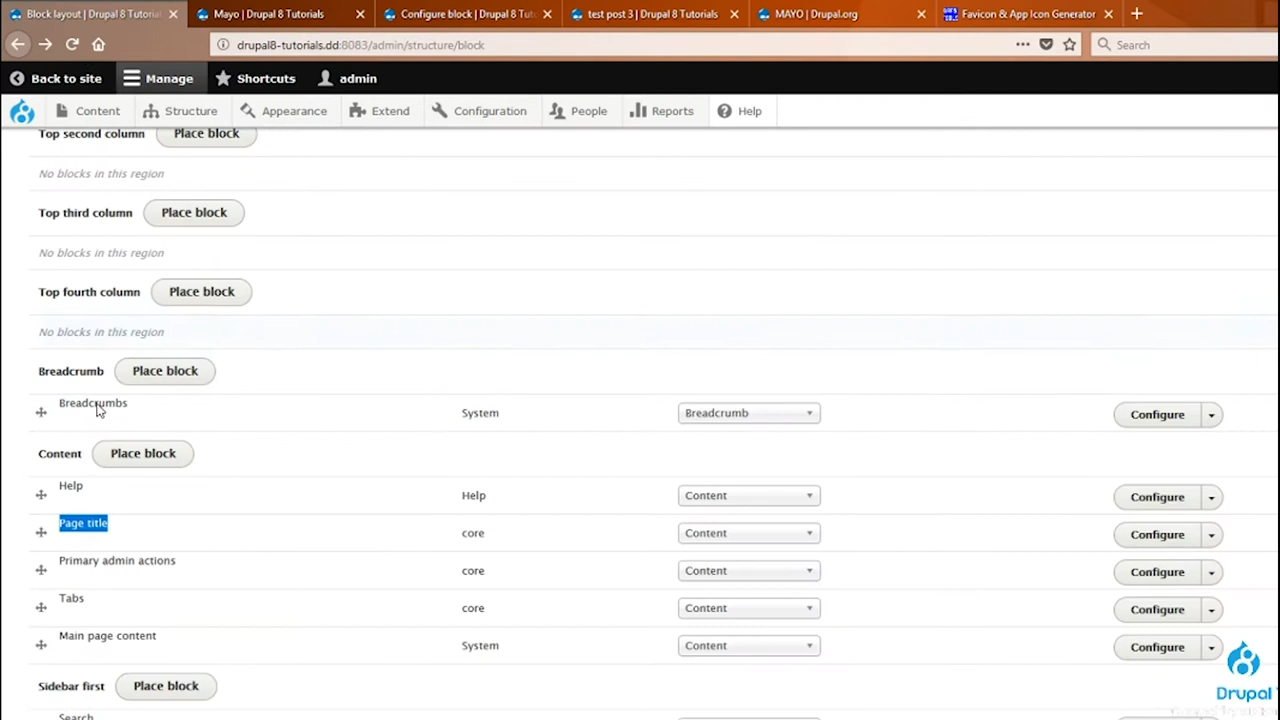 Block layout | Drupal 8 Tutorials
Mayo | Drupal 8 Tutorials
Configure block | Drupal 8 Tut
test post 3 | Drupal 8 Tutorials
MAYO | Drupal.org
Favicon & App Icon Generator
drupal8-tutorials.dd:8083/admin/structure/block
Search
Back to site
Manage
Shortcuts
admin
Content
Structure
Appearance
Extend
Configuration
People
Reports
Help
Top second column Place block
No blocks in this region
Top third column Place block
No blocks in this region
Top fourth column Place block
No blocks in this region
Breadcrumb Place block
Breadcrumbs System Breadcrumb Configure
Content Place block
Help Help Content Configure
Page title core Content Configure
Primary admin actions core Content Configure
Tabs core Content Configure
Main page content System Content Configure
Sidebar first Place block
Search
Drupal